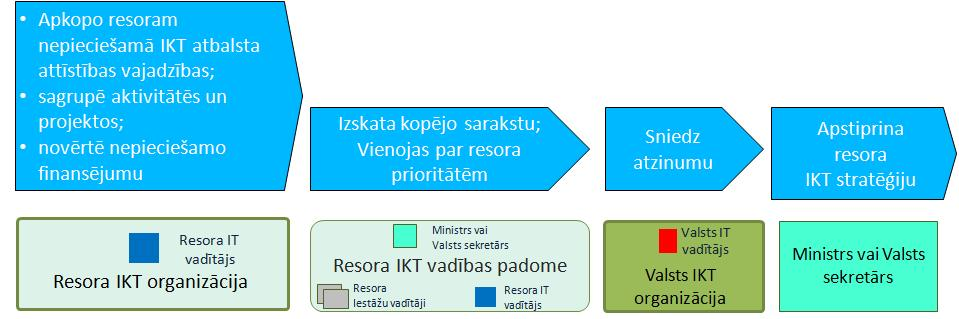 • Apkopo resoram
nepieciešamā IKT atbalsta
attīstības vajadzības;
• sagrupē aktivitātēs un
projektos;
• novērtē nepieciešamo
finansējumu
Izskata kopējo sarakstu;
Vienojas par resora
prioritātēm
Sniedz
atzinumu
Apstiprina
resora
IKT stratēģiju
Resora IT
vadītājs
Resora IKT organizācija
Ministrs vai
Valsts sekretārs
Resora IKT vadības padome
Resora
Iestāžu vadītāji
Resora IT
vadītājs
Valsts IT
vadītājs
Valsts IKT
organizācija
Ministrs vai Valsts
sekretārs